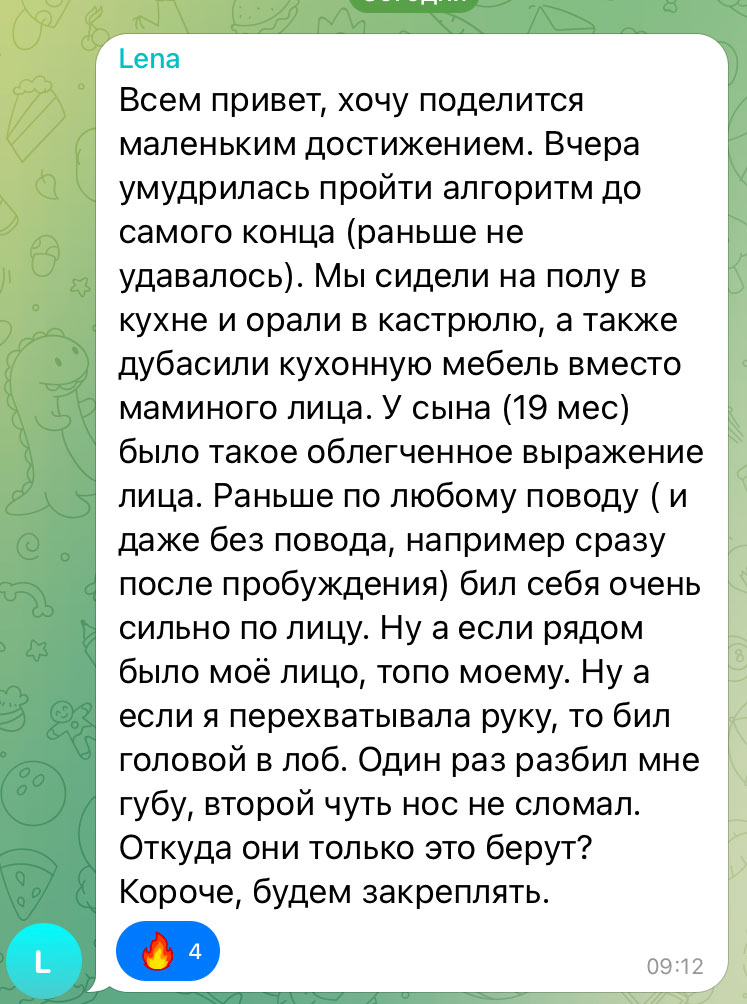 Lena
Всем привет, хочу поделится
маленьким достижением. Вчера
умудрилась пройти алгоритм до
самого конца (раньше не
удавалось). Мы сидели на полу в
кухне и орали в кастрюлю, а также
дубасили кухонную мебель вместо
маминого лица. У сына (19 мес)
было такое облегченное выражение
лица. Раньше по любому поводу ( и
даже без повода, например сразу
после пробуждения) бил себя очень
сильно по лицу. Ну а если рядом
было моё лицо, топо моему. Ну а
если я перехватывала руку, то бил
головой в лоб. Один раз разбил мне
губу, второй чуть нос не сломал.
Откуда они только это берут?
Короче, будем закреплять.
4
09:12
L